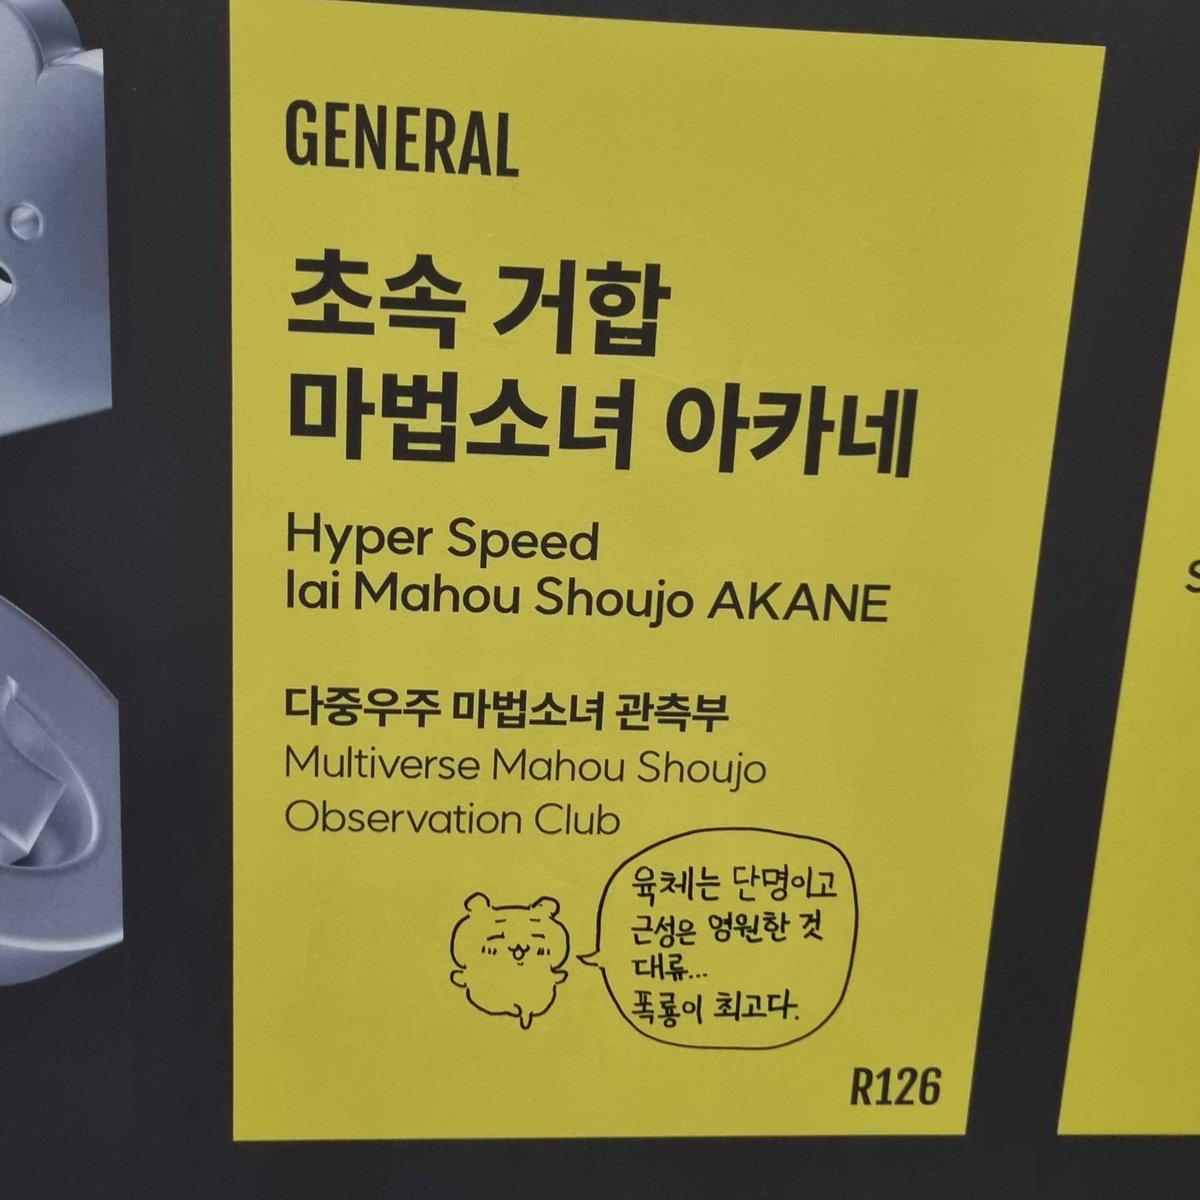 GENERAL
초속 거합
마법소녀 아카네
Hyper Speed
Iai Mahou Shoujo AKANE
다중우주 마법소녀 관측부
Multiverse Mahou Shoujo
Observation Club
육체는 단명이고
근성은 영원한 것
대류...
폭룡이 최고다.
R126
S